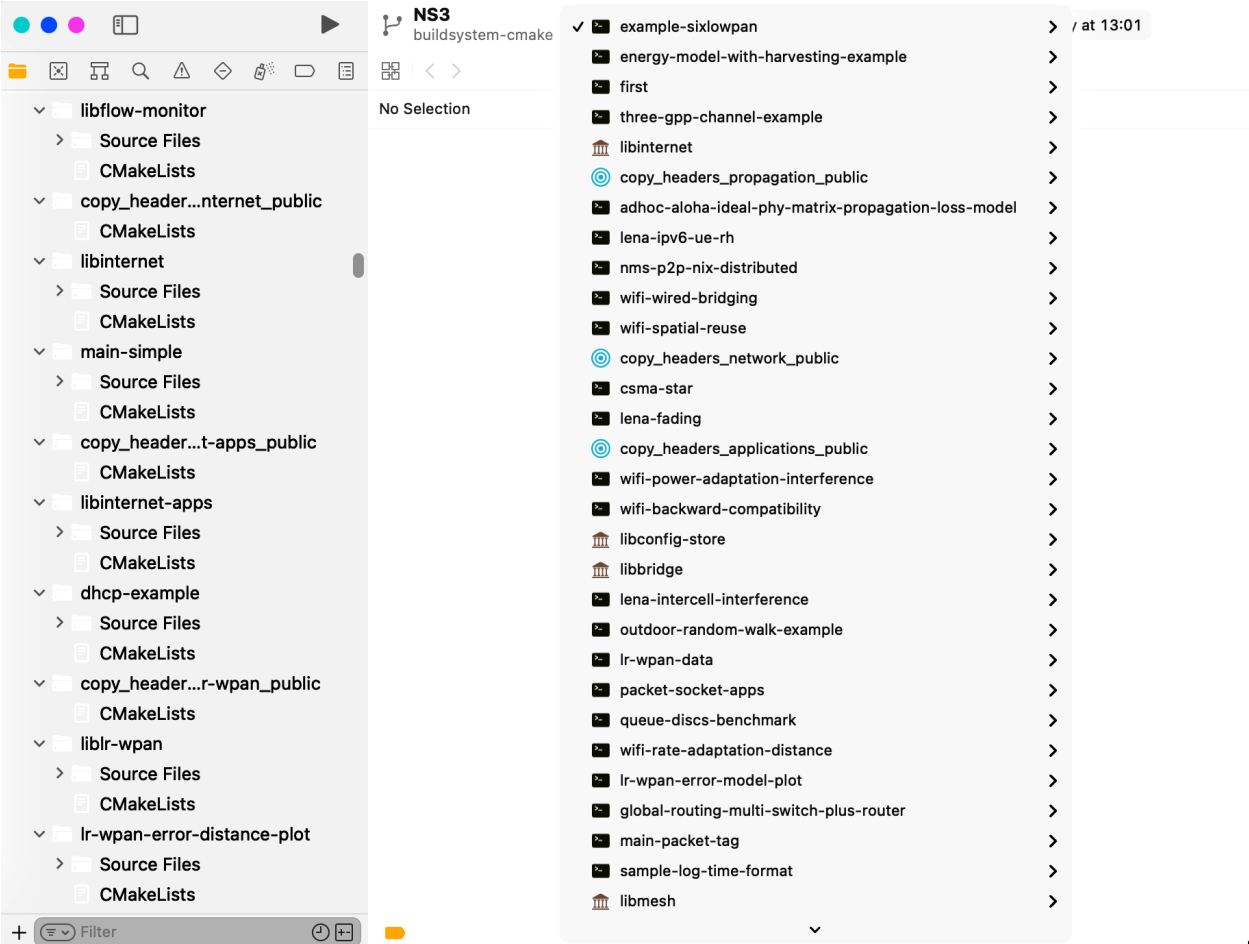 NS3
buildsystem-cmake
at 13:01
No Selection
libflow-monitor
Source Files
CMakeLists
copy_header...nternet_public
CMakeLists
libinternet
Source Files
CMakeLists
main-simple
Source Files
CMakeLists
copy_header...t-apps_public
CMakeLists
libinternet-apps
Source Files
CMakeLists
dhcp-example
Source Files
CMakeLists
copy_header...r-wpan_public
CMakeLists
liblr-wpan
Source Files
CMakeLists
lr-wpan-error-distance-plot
Source Files
CMakeLists
Filter
example-sixlowpan
energy-model-with-harvesting-example
first
three-gpp-channel-example
libinternet
copy_headers_propagation_public
adhoc-aloha-ideal-phy-matrix-propagation-loss-model
lena-ipv6-ue-rh
nms-p2p-nix-distributed
wifi-wired-bridging
wifi-spatial-reuse
copy_headers_network_public
csma-star
lena-fading
copy_headers_applications_public
wifi-power-adaptation-interference
wifi-backward-compatibility
libconfig-store
libbridge
lena-intercell-interference
outdoor-random-walk-example
lr-wpan-data
packet-socket-apps
queue-discs-benchmark
wifi-rate-adaptation-distance
lr-wpan-error-model-plot
global-routing-multi-switch-plus-router
main-packet-tag
sample-log-time-format
libmesh